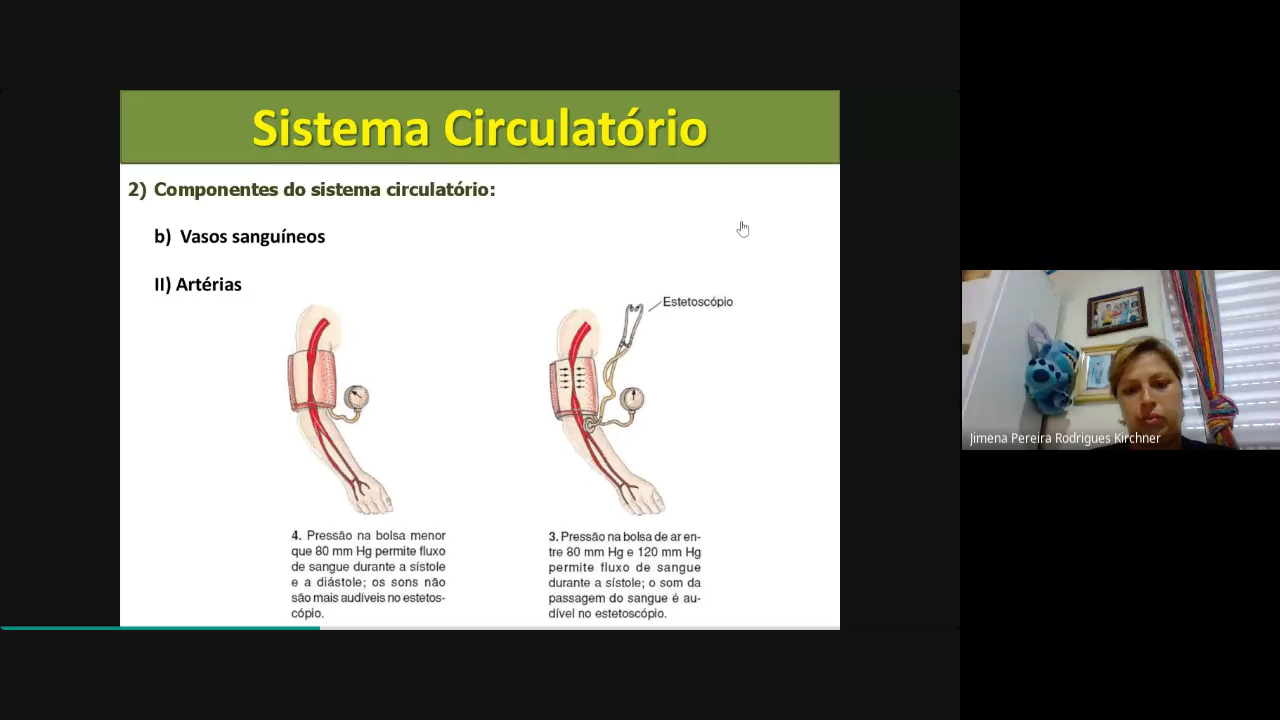 Sistema Circulatório
2) Componentes do sistema circulatório:
b) Vasos sanguíneos
II) Artérias
Estetoscópio
4. Pressão na bolsa menor
que 80 mm Hg permite fluxo
de sangue durante a sístole
e a diástole; os sons não
são mais audíveis no estetos-
cópio.
3. Pressão na bolsa de ar en-
tre 80 mm Hg e 120 mm Hg
permite fluxo de sangue
durante a sístole; o som da
passagem do sangue é au-
dível no estetoscópio.
Jimena Pereira Rodrigues Kirchner